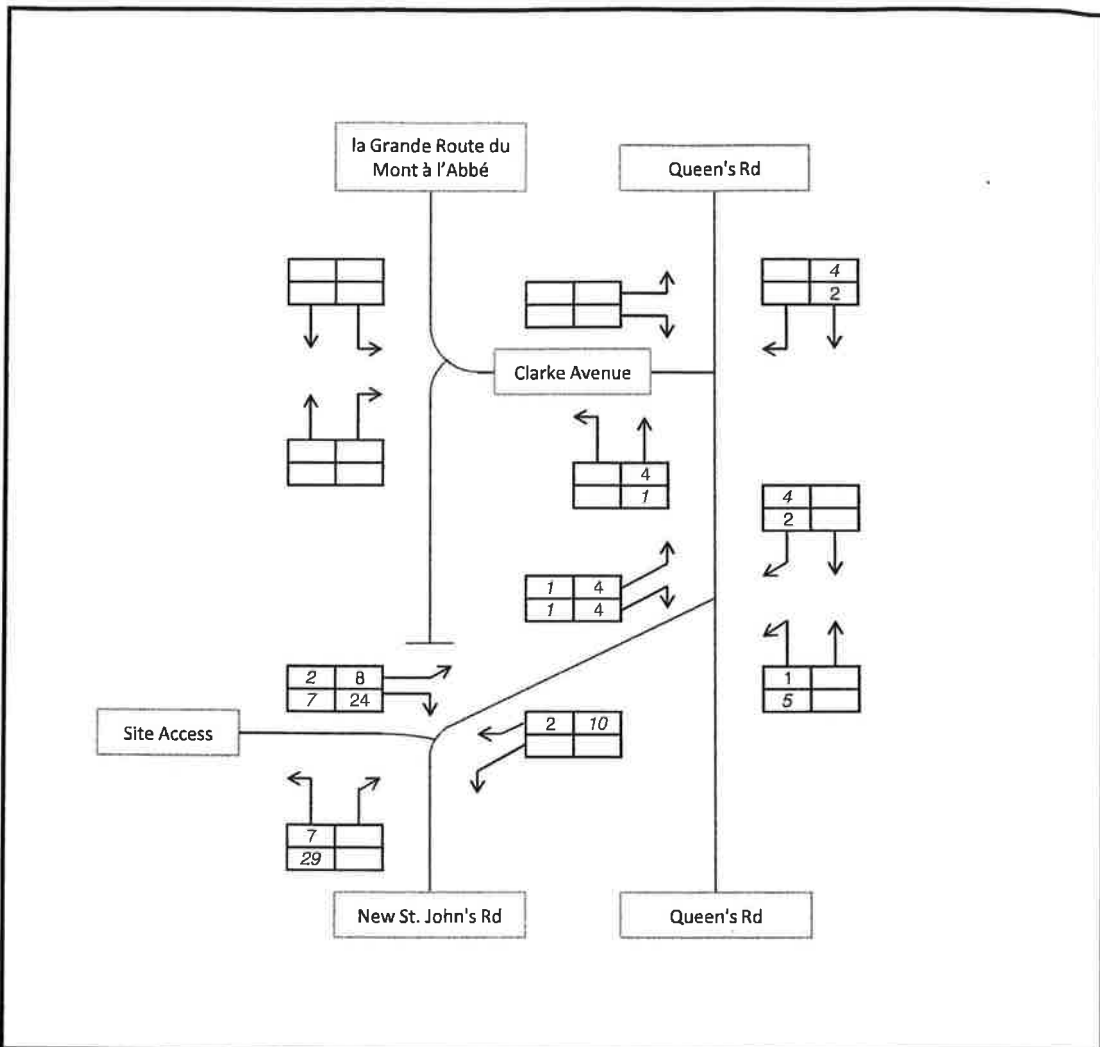 la Grande Route du
Mont à l'Abbé
Queen's Rd
4
2
Clarke Avenue
4
1
4
2
1 4
1 4
2 8
7 24
1
5
Site Access
2 10
7
29
New St. John's Rd
Queen's Rd